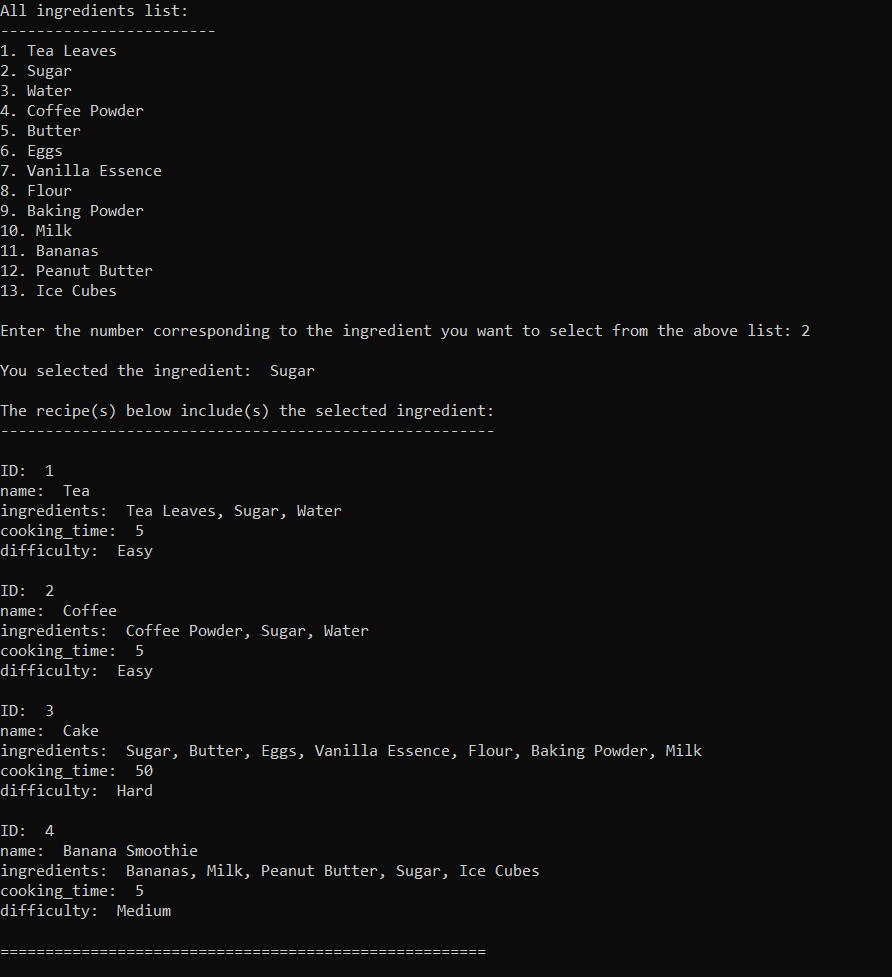 All ingredients list:
------------------------
1. Tea Leaves
2. Sugar
3. Water
4. Coffee Powder
5. Butter
6. Eggs
7. Vanilla Essence
8. Flour
9. Baking Powder
10. Milk
11. Bananas
12. Peanut Butter
13. Ice Cubes

Enter the number corresponding to the ingredient you want to select from the above list: 2

You selected the ingredient:  Sugar

The recipe(s) below include(s) the selected ingredient:
-------------------------------------------------------

ID:  1
name:  Tea
ingredients:  Tea Leaves, Sugar, Water
cooking_time:  5
difficulty:  Easy

ID:  2
name:  Coffee
ingredients:  Coffee Powder, Sugar, Water
cooking_time:  5
difficulty:  Easy

ID:  3
name:  Cake
ingredients:  Sugar, Butter, Eggs, Vanilla Essence, Flour, Baking Powder, Milk
cooking_time:  50
difficulty:  Hard

ID:  4
name:  Banana Smoothie
ingredients:  Bananas, Milk, Peanut Butter, Sugar, Ice Cubes
cooking_time:  5
difficulty:  Medium

======================================================